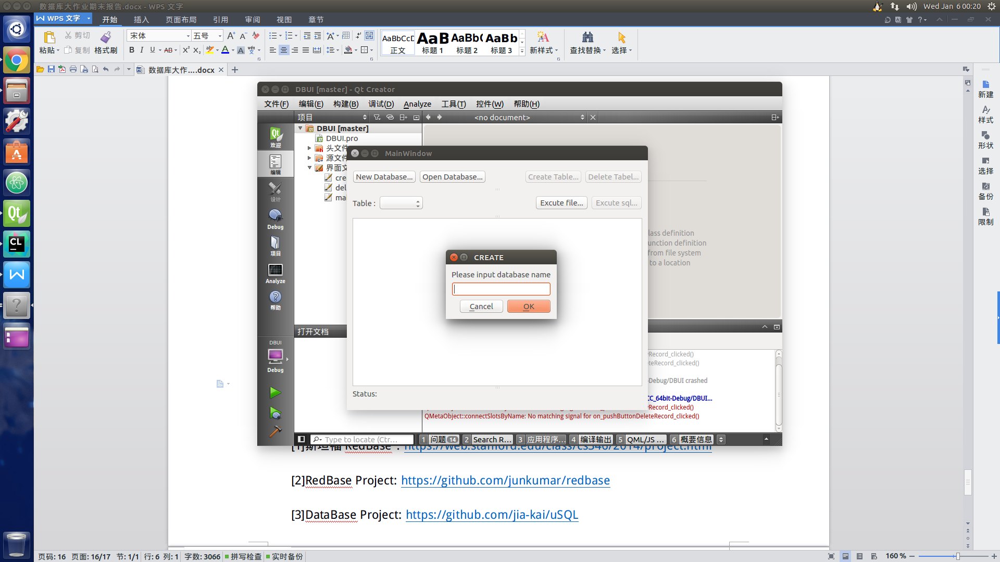 数据库大作业期末报告.docx - WPS 文字
Wed Jan 6 00:20
WPS 文字
开始 插入 页面布局 引用 审阅 视图 章节
粘贴 剪切 复制 格式刷
宋体 五号
B I U AB X² X₂
AaBbCcD 正文
AaB 标题 1
AaBb( 标题 2
AaBb 标题 3
新样式 查找替换 选择
数据库大作....docx
新建
样式
形状
选择
备份
限制
DBUI [master] - Qt Creator
文件(F) 编辑(E) 构建(B) 调试(D) Analyze 工具(T) 控件(W) 帮助(H)
项目 <no document>
DBUI [master]
DBUI.pro
头文件
源文件
界面文
cre
del
mai
欢迎
编辑
设计
Debug
项目
Analyze
帮助
DBUI
Debug
打开文档
MainWindow
New Database... Open Database... Create Table... Delete Tabel...
Table : Excute file... Excute sql...
CREATE
Please input database name
Cancel OK
Status:
lass definition
unction definition
from file system
to a location
Record_clicked()
teRecord_clicked()
-Debug/DBUI crashed
CC_64bit-Debug/DBUI...
Record_clicked()
QMetaObject::connectSlotsByName: No matching signal for on_pushButtonDeleteRecord_clicked()
Type to locate (Ctr... 1 问题 14 2 Search R... 3 应用程序... 4 编译输出 5 QML/JS ... 6 概要信息
[1]斯坦福 RedBase : https://web.stanford.edu/class/cs346/2014/project.html
[2]RedBase Project: https://github.com/junkumar/redbase
[3]DataBase Project: https://github.com/jia-kai/uSQL
页码: 16 页面: 16/17 节: 1/1 行: 6 列: 1 字数: 3066 拼写检查 实时备份 160 %